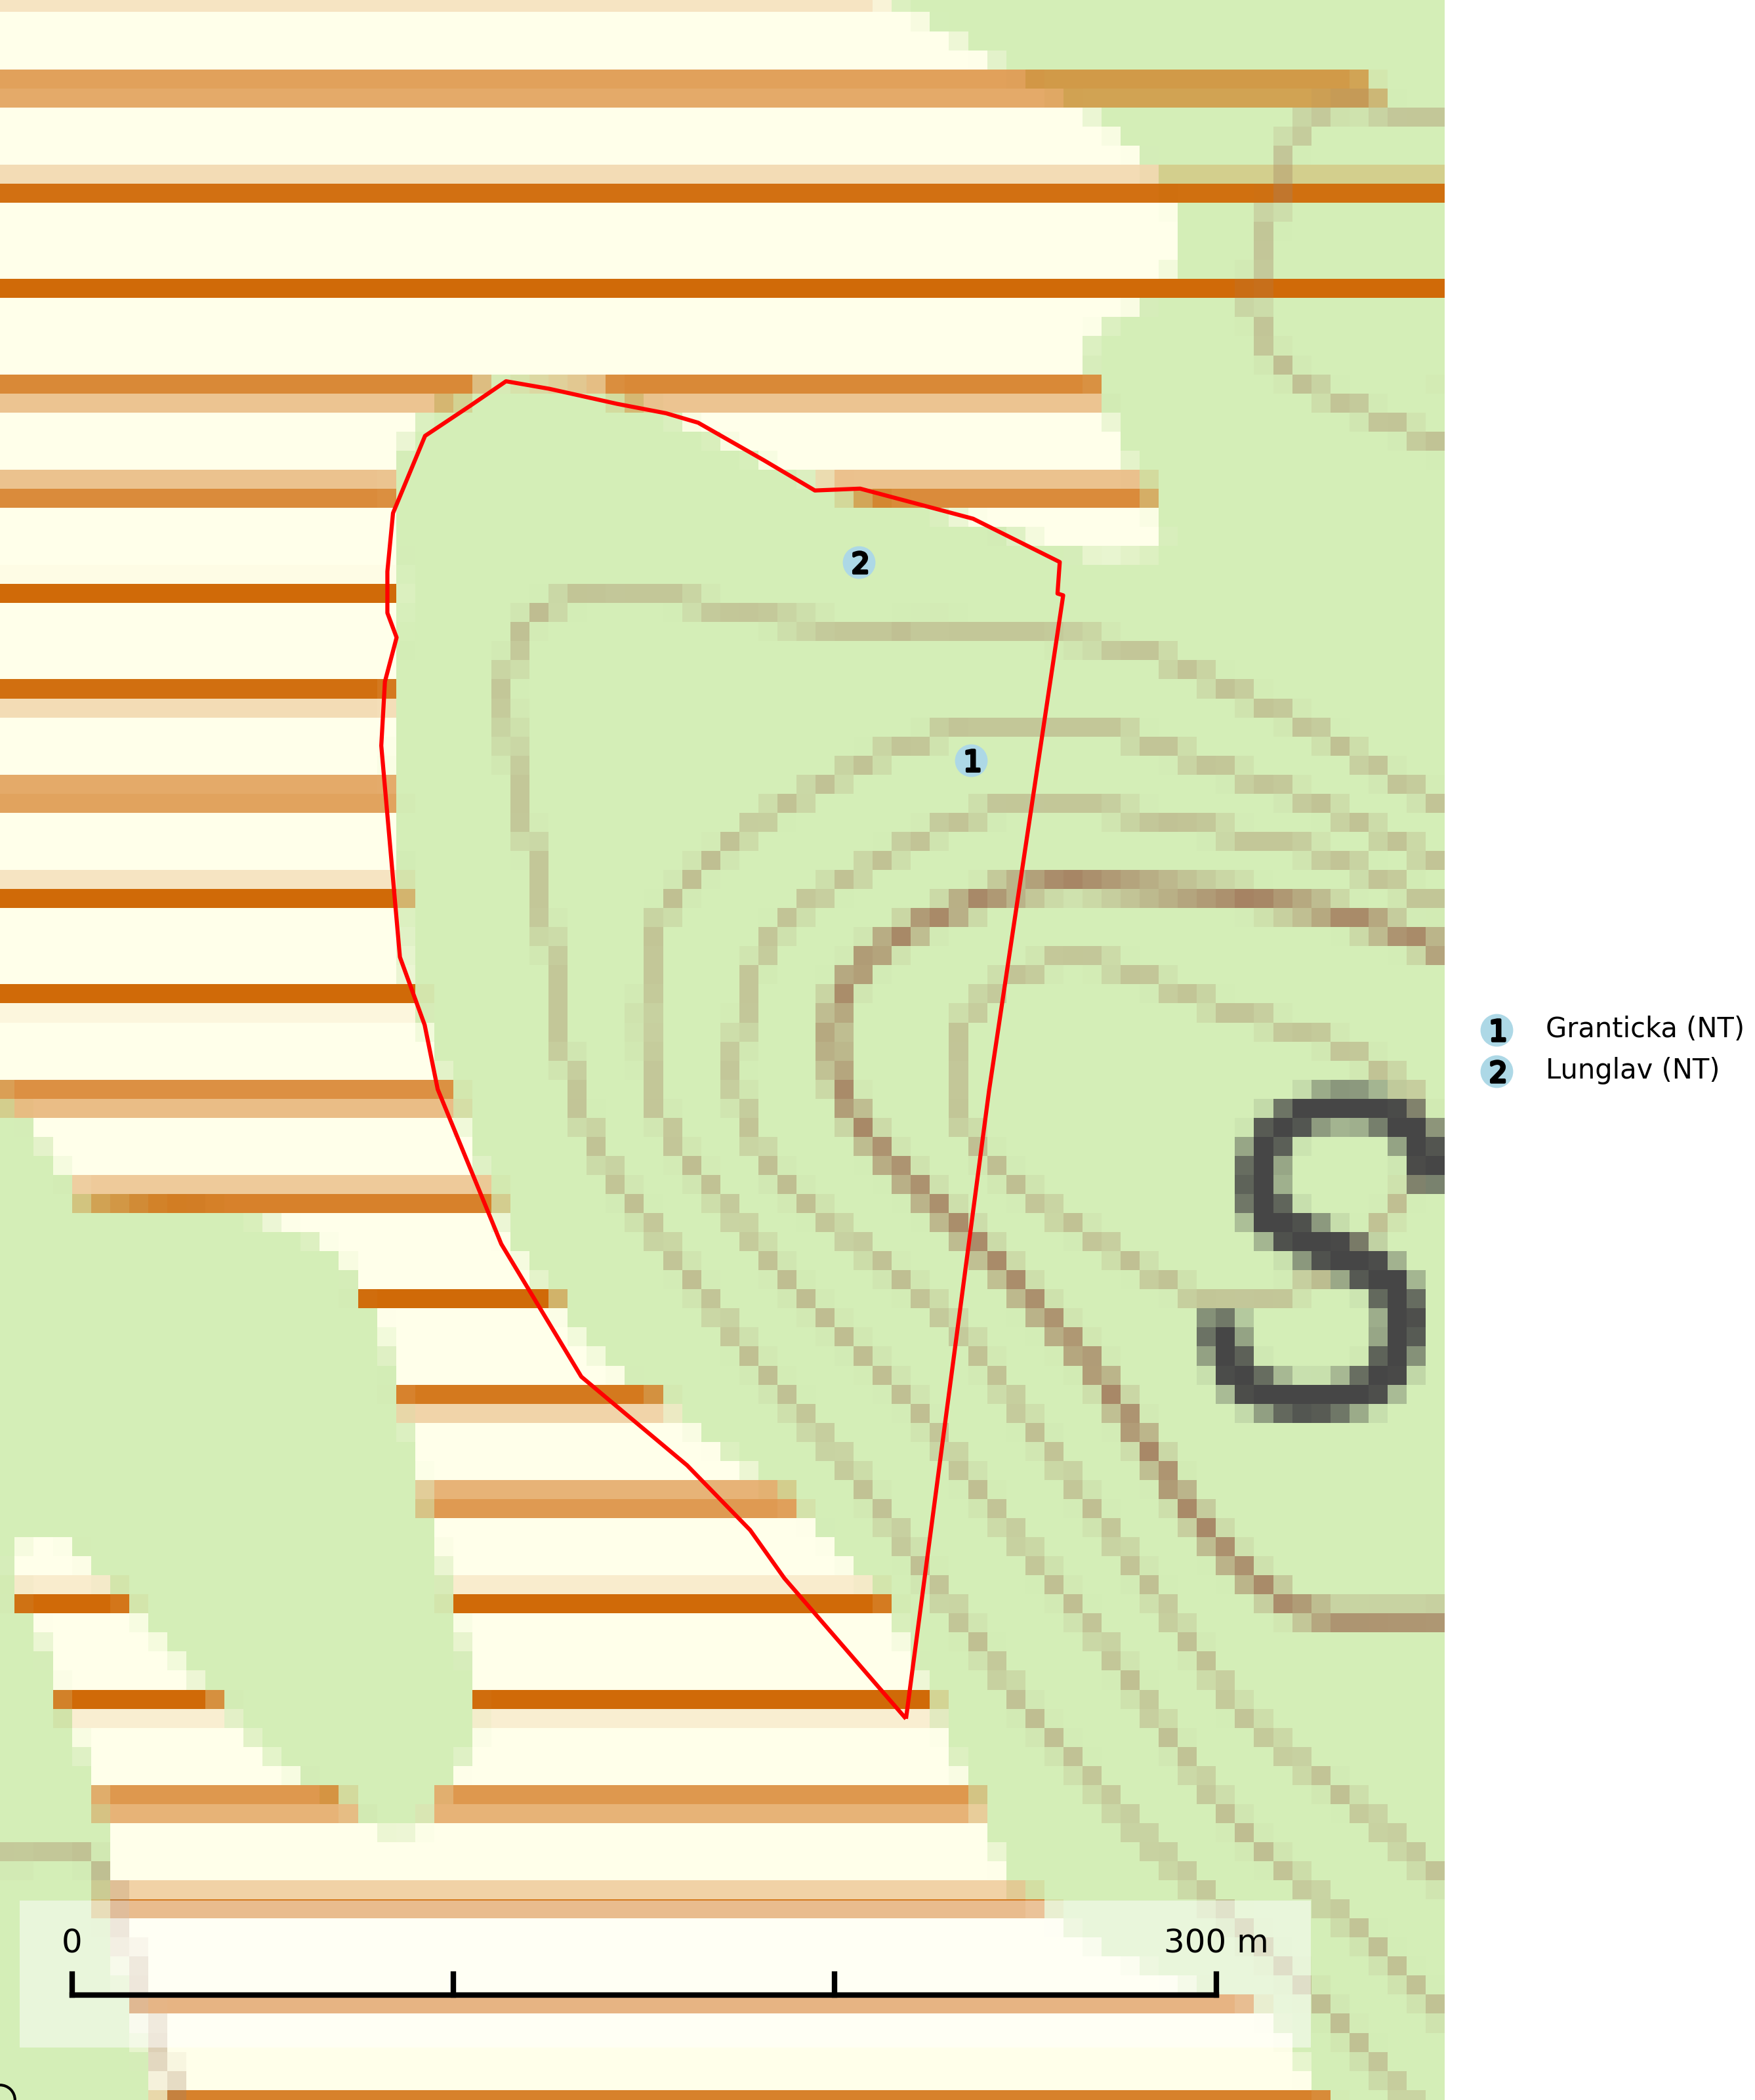 2
1
1 Granticka (NT)
2 Lunglav (NT)
S
0 300 m